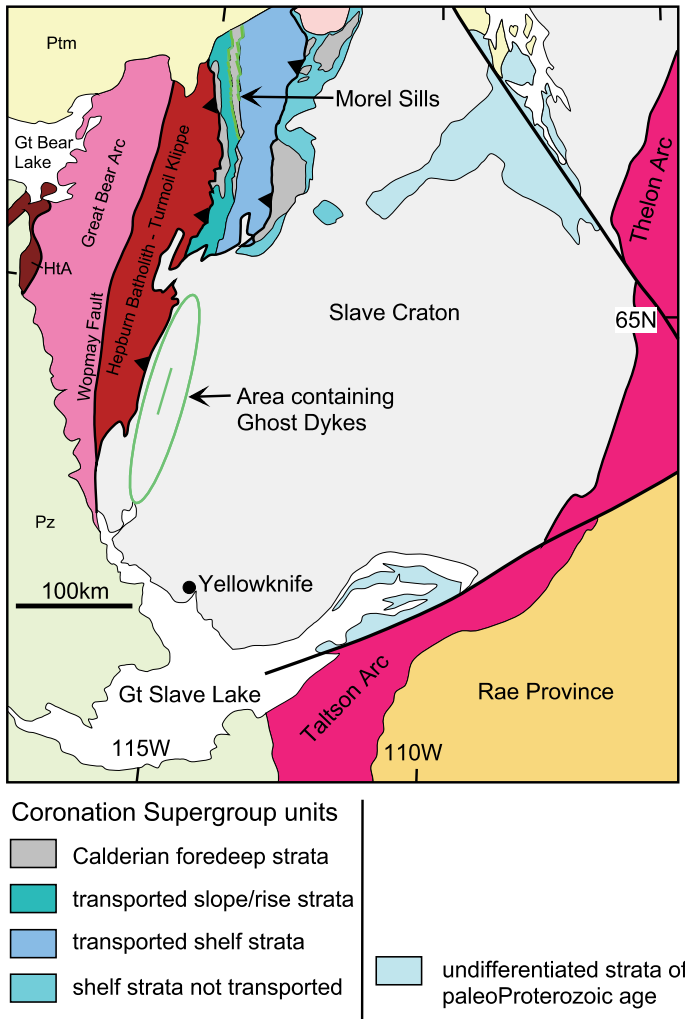 Ptm
Morel Sills
Gt Bear
Lake
Great Bear Arc
Hepburn Batholith - Turmoil Klippe
Thelon Arc
HtA
Wopmay Fault
Slave Craton
65N
Area containing
Ghost Dykes
Pz
Yellowknife
100km
Gt Slave Lake
Taltson Arc
Rae Province
115W
110W
Coronation Supergroup units
Calderian foredeep strata
transported slope/rise strata
transported shelf strata
shelf strata not transported
undifferentiated strata of
paleoProterozoic age